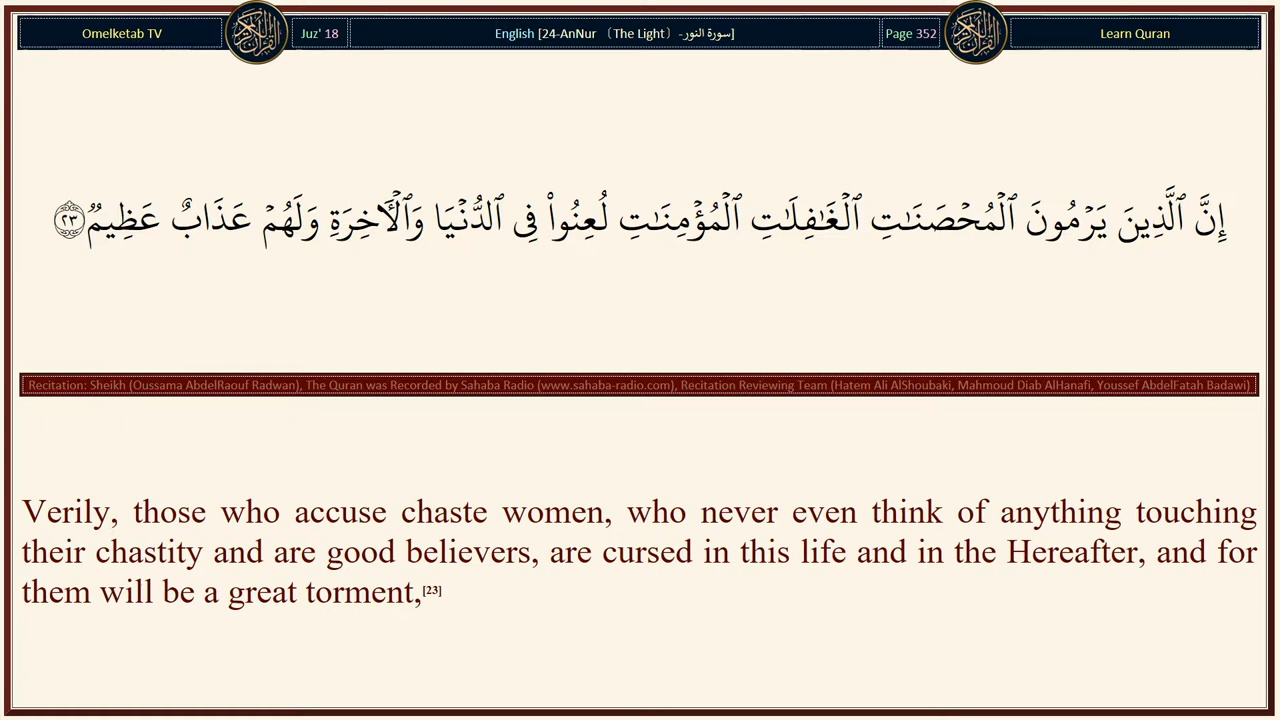 Omelketab TV
Juz' 18
English [24-AnNur （The Light）-سورة النور]
Page 352
Learn Quran
إِنَّ ٱلَّذِينَ يَرۡمُونَ ٱلۡمُحۡصَنَٰتِ ٱلۡغَٰفِلَٰتِ ٱلۡمُؤۡمِنَٰتِ لُعِنُواْ فِي ٱلدُّنۡيَا وَٱلۡأٓخِرَةِ وَلَهُمۡ عَذَابٌ عَظِيمٞ ٢٣
Recitation: Sheikh (Oussama AbdelRaouf Radwan), The Quran was Recorded by Sahaba Radio (www.sahaba-radio.com), Recitation Reviewing Team (Hatem Ali AlShoubaki, Mahmoud Diab AlHanafi, Youssef AbdelFatah Badawi)
Verily, those who accuse chaste women, who never even think of anything touching
their chastity and are good believers, are cursed in this life and in the Hereafter, and for
them will be a great torment,[23]